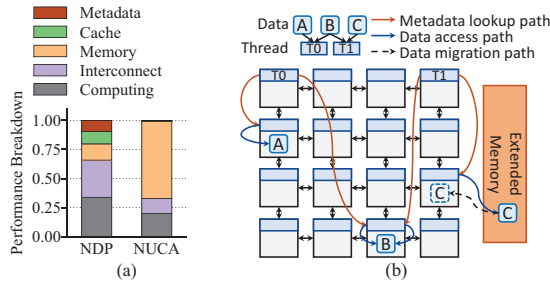 Metadata
Cache
Memory
Interconnect
Computing
Performance Breakdown
1.00
0.75
0.50
0.25
0.00
NDP NUCA
(a)
Data A B C
Thread T0 T1
Metadata lookup path
Data access path
Data migration path
T0 T1
A
C
B
C
Extended
Memory
(b)